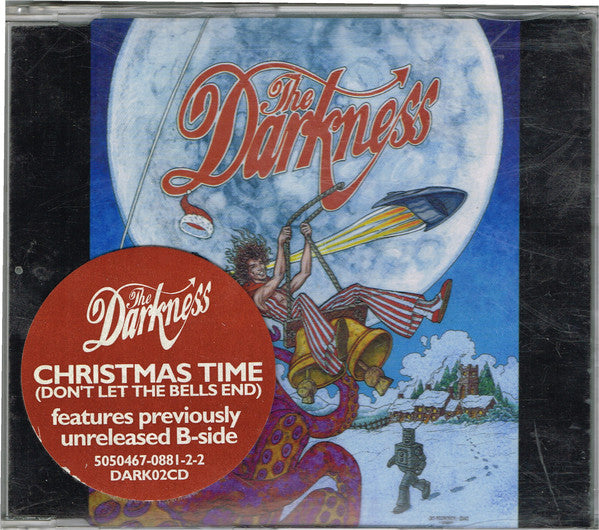 The
Darkness
The
Darkness
CHRISTMAS TIME
(DON'T LET THE BELLS END)
features previously
unreleased B-side
5050467-0881-2-2
DARK02CD